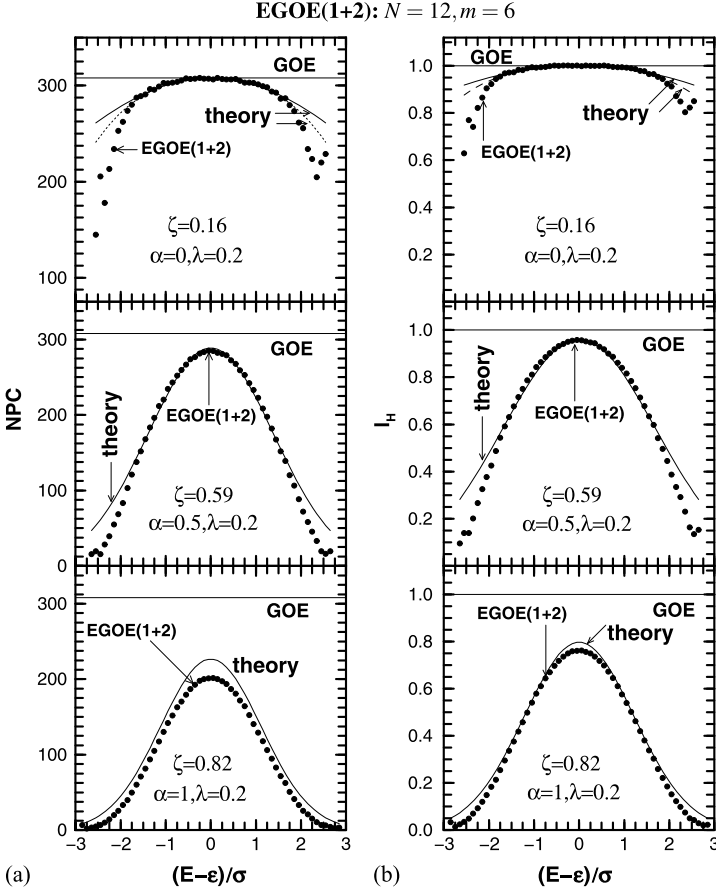 EGOE(1+2): N = 12, m = 6
GOE
300
theory
EGOE(1+2)
200
ζ=0.16
α=0,λ=0.2
100
GOE
1.0
0.8
theory
EGOE(1+2)
0.6
ζ=0.16
0.4
α=0,λ=0.2
0.2
300
GOE
NPC
200
theory
EGOE(1+2)
100
ζ=0.59
α=0.5,λ=0.2
0
1.0
GOE
0.8
theory
EGOE(1+2)
I_H
0.6
0.4
ζ=0.59
0.2
α=0.5,λ=0.2
300
GOE
EGOE(1+2)
theory
200
100
ζ=0.82
α=1,λ=0.2
0
−3 −2 −1 0 1 2 3
(a) (E−ε)/σ
1.0
GOE
EGOE(1+2)
theory
0.8
0.6
0.4
ζ=0.82
0.2
α=1,λ=0.2
0.0
−3 −2 −1 0 1 2 3
(b) (E−ε)/σ